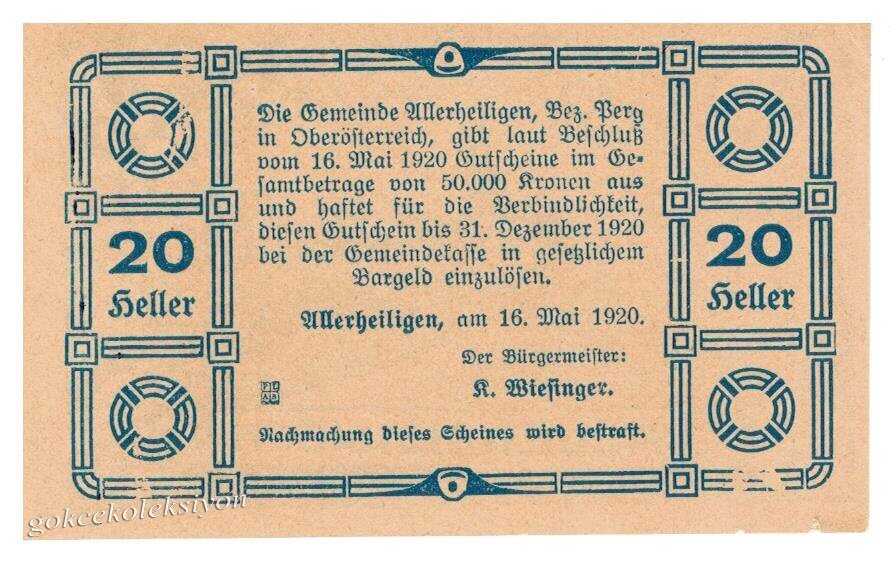 Die Gemeinde Allerheiligen, Bez. Perg
in Oberösterreich, gibt laut Beschluß
vom 16. Mai 1920 Gutscheine im Ge-
samtbetrage von 50.000 Kronen aus
und haftet für die Verbindlichkeit,
diesen Gutschein bis 31. Dezember 1920
bei der Gemeindekasse in gesetzlichem
Bargeld einzulösen.
Allerheiligen, am 16. Mai 1920.
Der Bürgermeister:
K. Wiesinger.
Nachmachung dieses Scheines wird bestraft.
20
Heller
20
Heller
gokcekoleksiyon